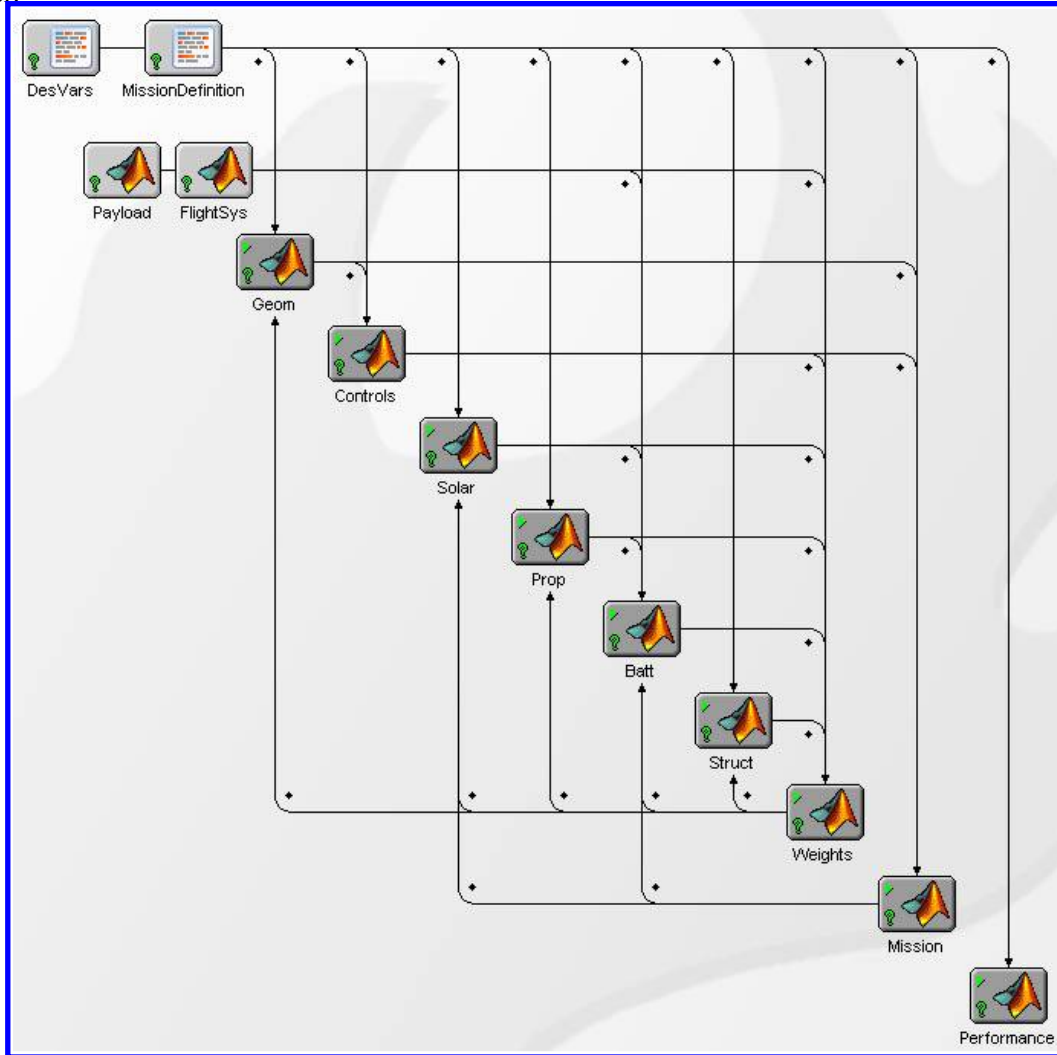 DesVars
MissionDefinition
Payload
FlightSys
Geom
Controls
Solar
Prop
Batt
Struct
Weights
Mission
Performance